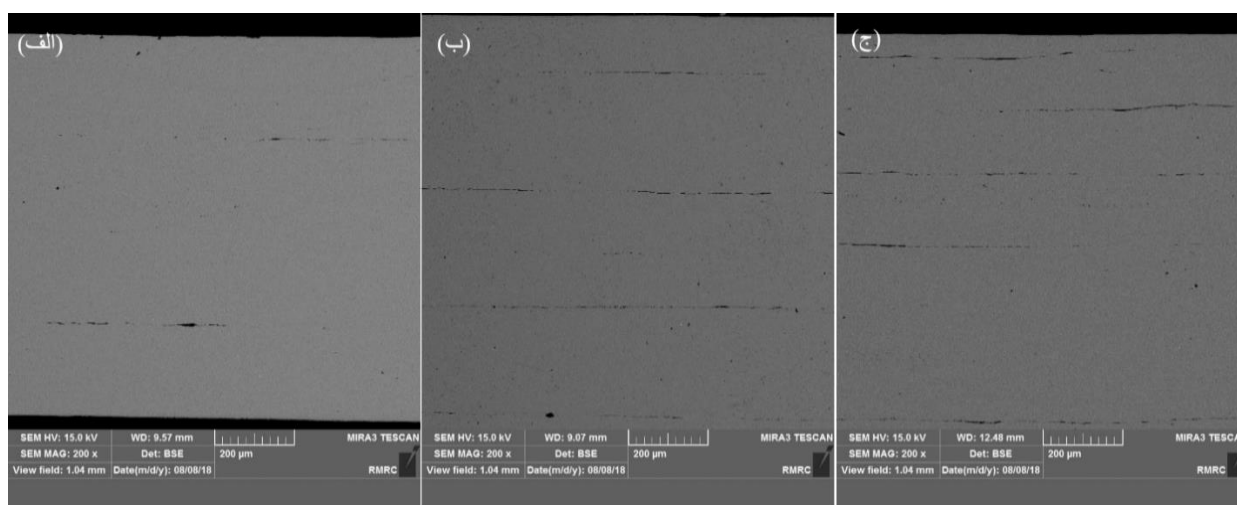 (الف)
SEM HV: 15.0 kV WD: 9.57 mm MIRA3 TESCAN
SEM MAG: 200 x Det: BSE 200 µm
View field: 1.04 mm Date(m/d/y): 08/08/18 RMRC
(ب)
SEM HV: 15.0 kV WD: 9.07 mm MIRA3 TESCAN
SEM MAG: 200 x Det: BSE 200 µm
View field: 1.04 mm Date(m/d/y): 08/08/18 RMRC
(ج)
SEM HV: 15.0 kV WD: 12.48 mm MIRA3 TESCAN
SEM MAG: 200 x Det: BSE 200 µm
View field: 1.04 mm Date(m/d/y): 08/08/18 RMRC